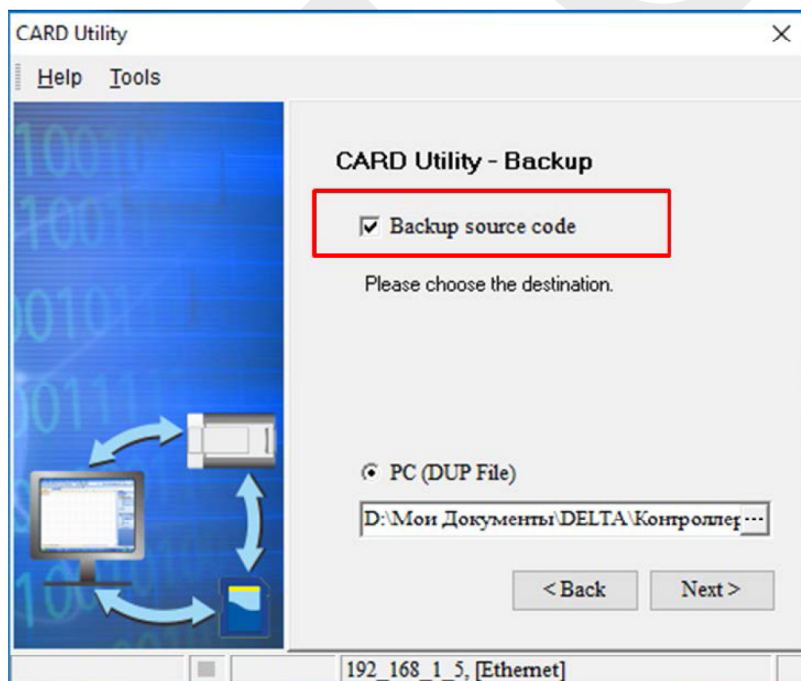 CARD Utility
Help Tools
CARD Utility - Backup
Backup source code
Please choose the destination.
PC (DUP File)
D:\Мои Документы\DELTA\Контроллер
...
< Back Next >
192_168_1_5, [Ethernet]